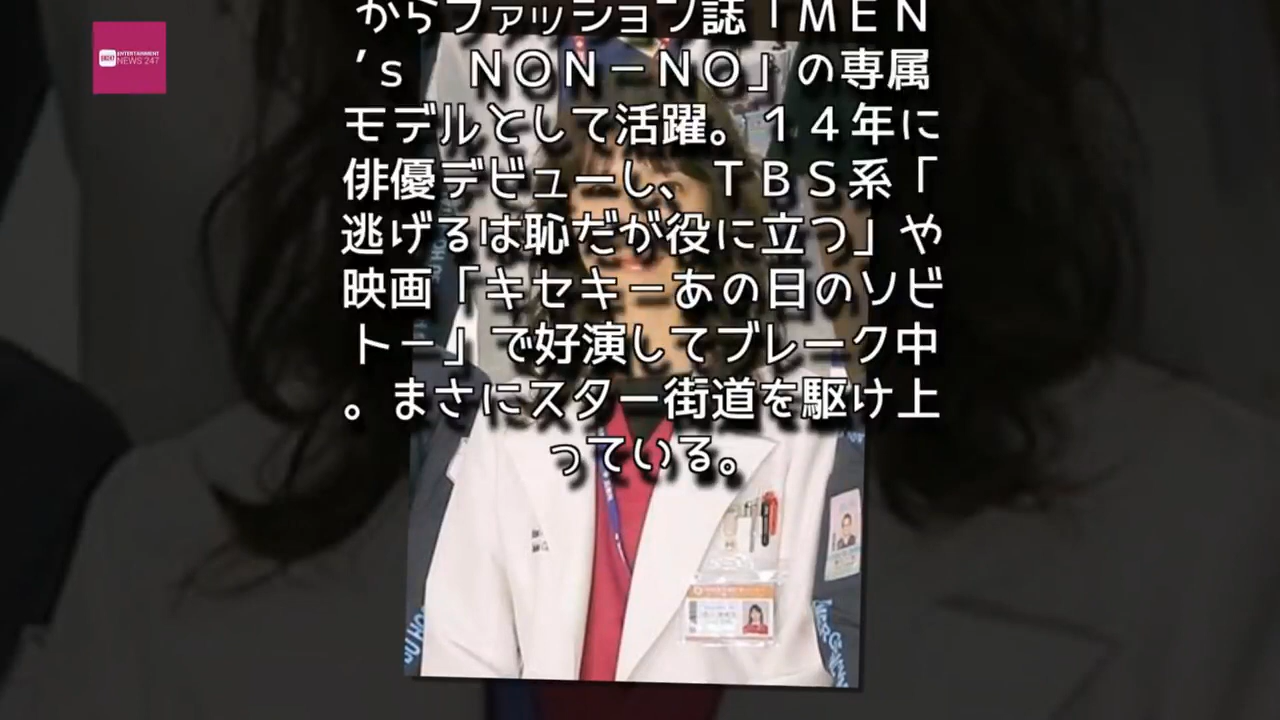 ENTERTAINMENT
NEWS 247
からファッション誌「ＭＥＮ
’ｓ　ＮＯＮ－ＮＯ」の専属
モデルとして活躍。１４年に
俳優デビューし、ＴＢＳ系「
逃げるは恥だが役に立つ」や
映画「キセキ－あの日のソビ
ト－」で好演してブレーク中
。まさにスター街道を駆け上
っている。